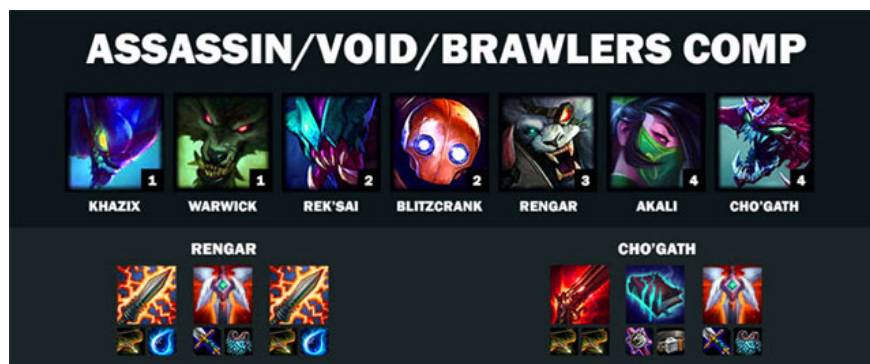 ASSASSIN/VOID/BRAWLERS COMP
1 1 2 2 3 4 4
KHAZIX WARWICK REK'SAI BLITZCRANK RENGAR AKALI CHO'GATH
RENGAR CHO'GATH